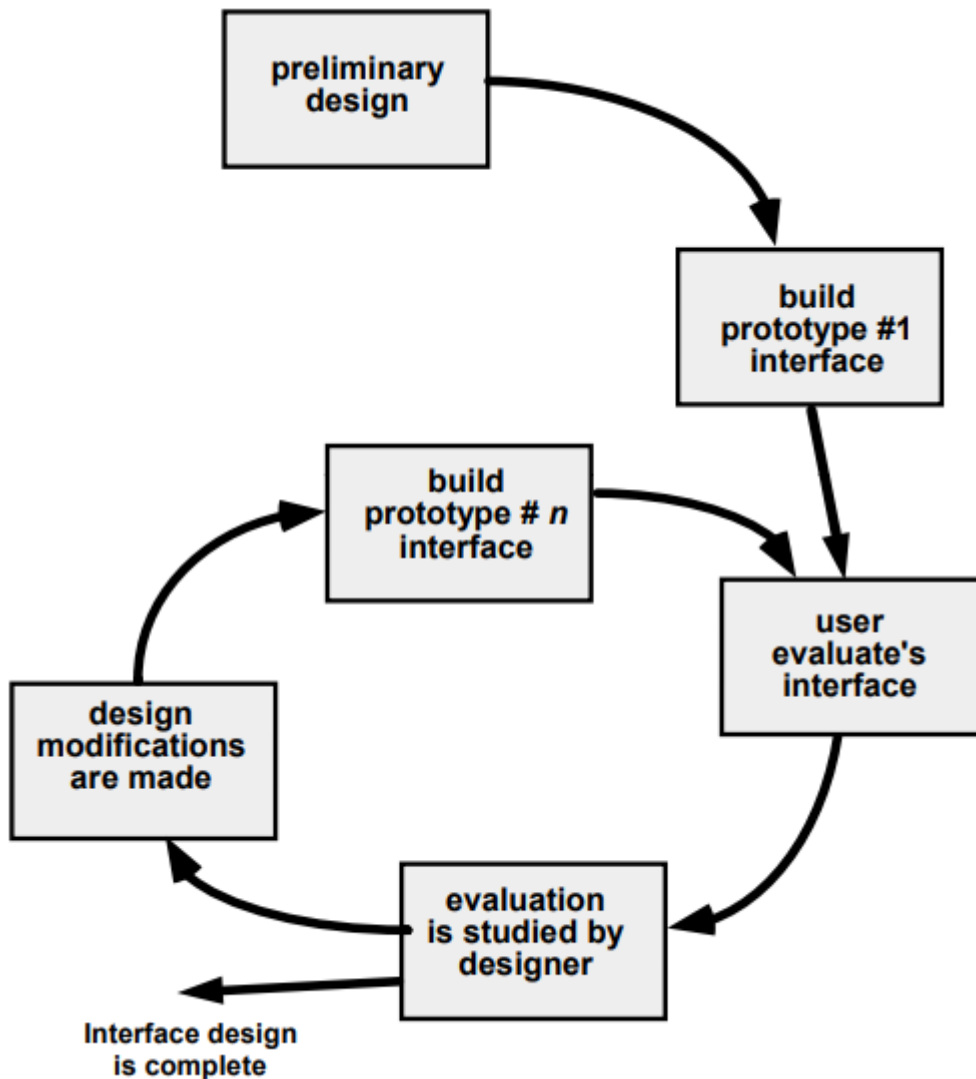 preliminary
design
build
prototype #1
interface
build
prototype # n
interface
user
evaluate's
interface
design
modifications
are made
evaluation
is studied by
designer
Interface design
is complete